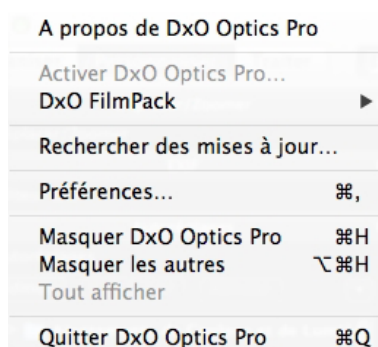 A propos de DxO Optics Pro
Activer DxO Optics Pro...
DxO FilmPack ▶
Rechercher des mises à jour...
Préférences... ⌘,
Masquer DxO Optics Pro ⌘H
Masquer les autres ⌥⌘H
Tout afficher
Quitter DxO Optics Pro ⌘Q